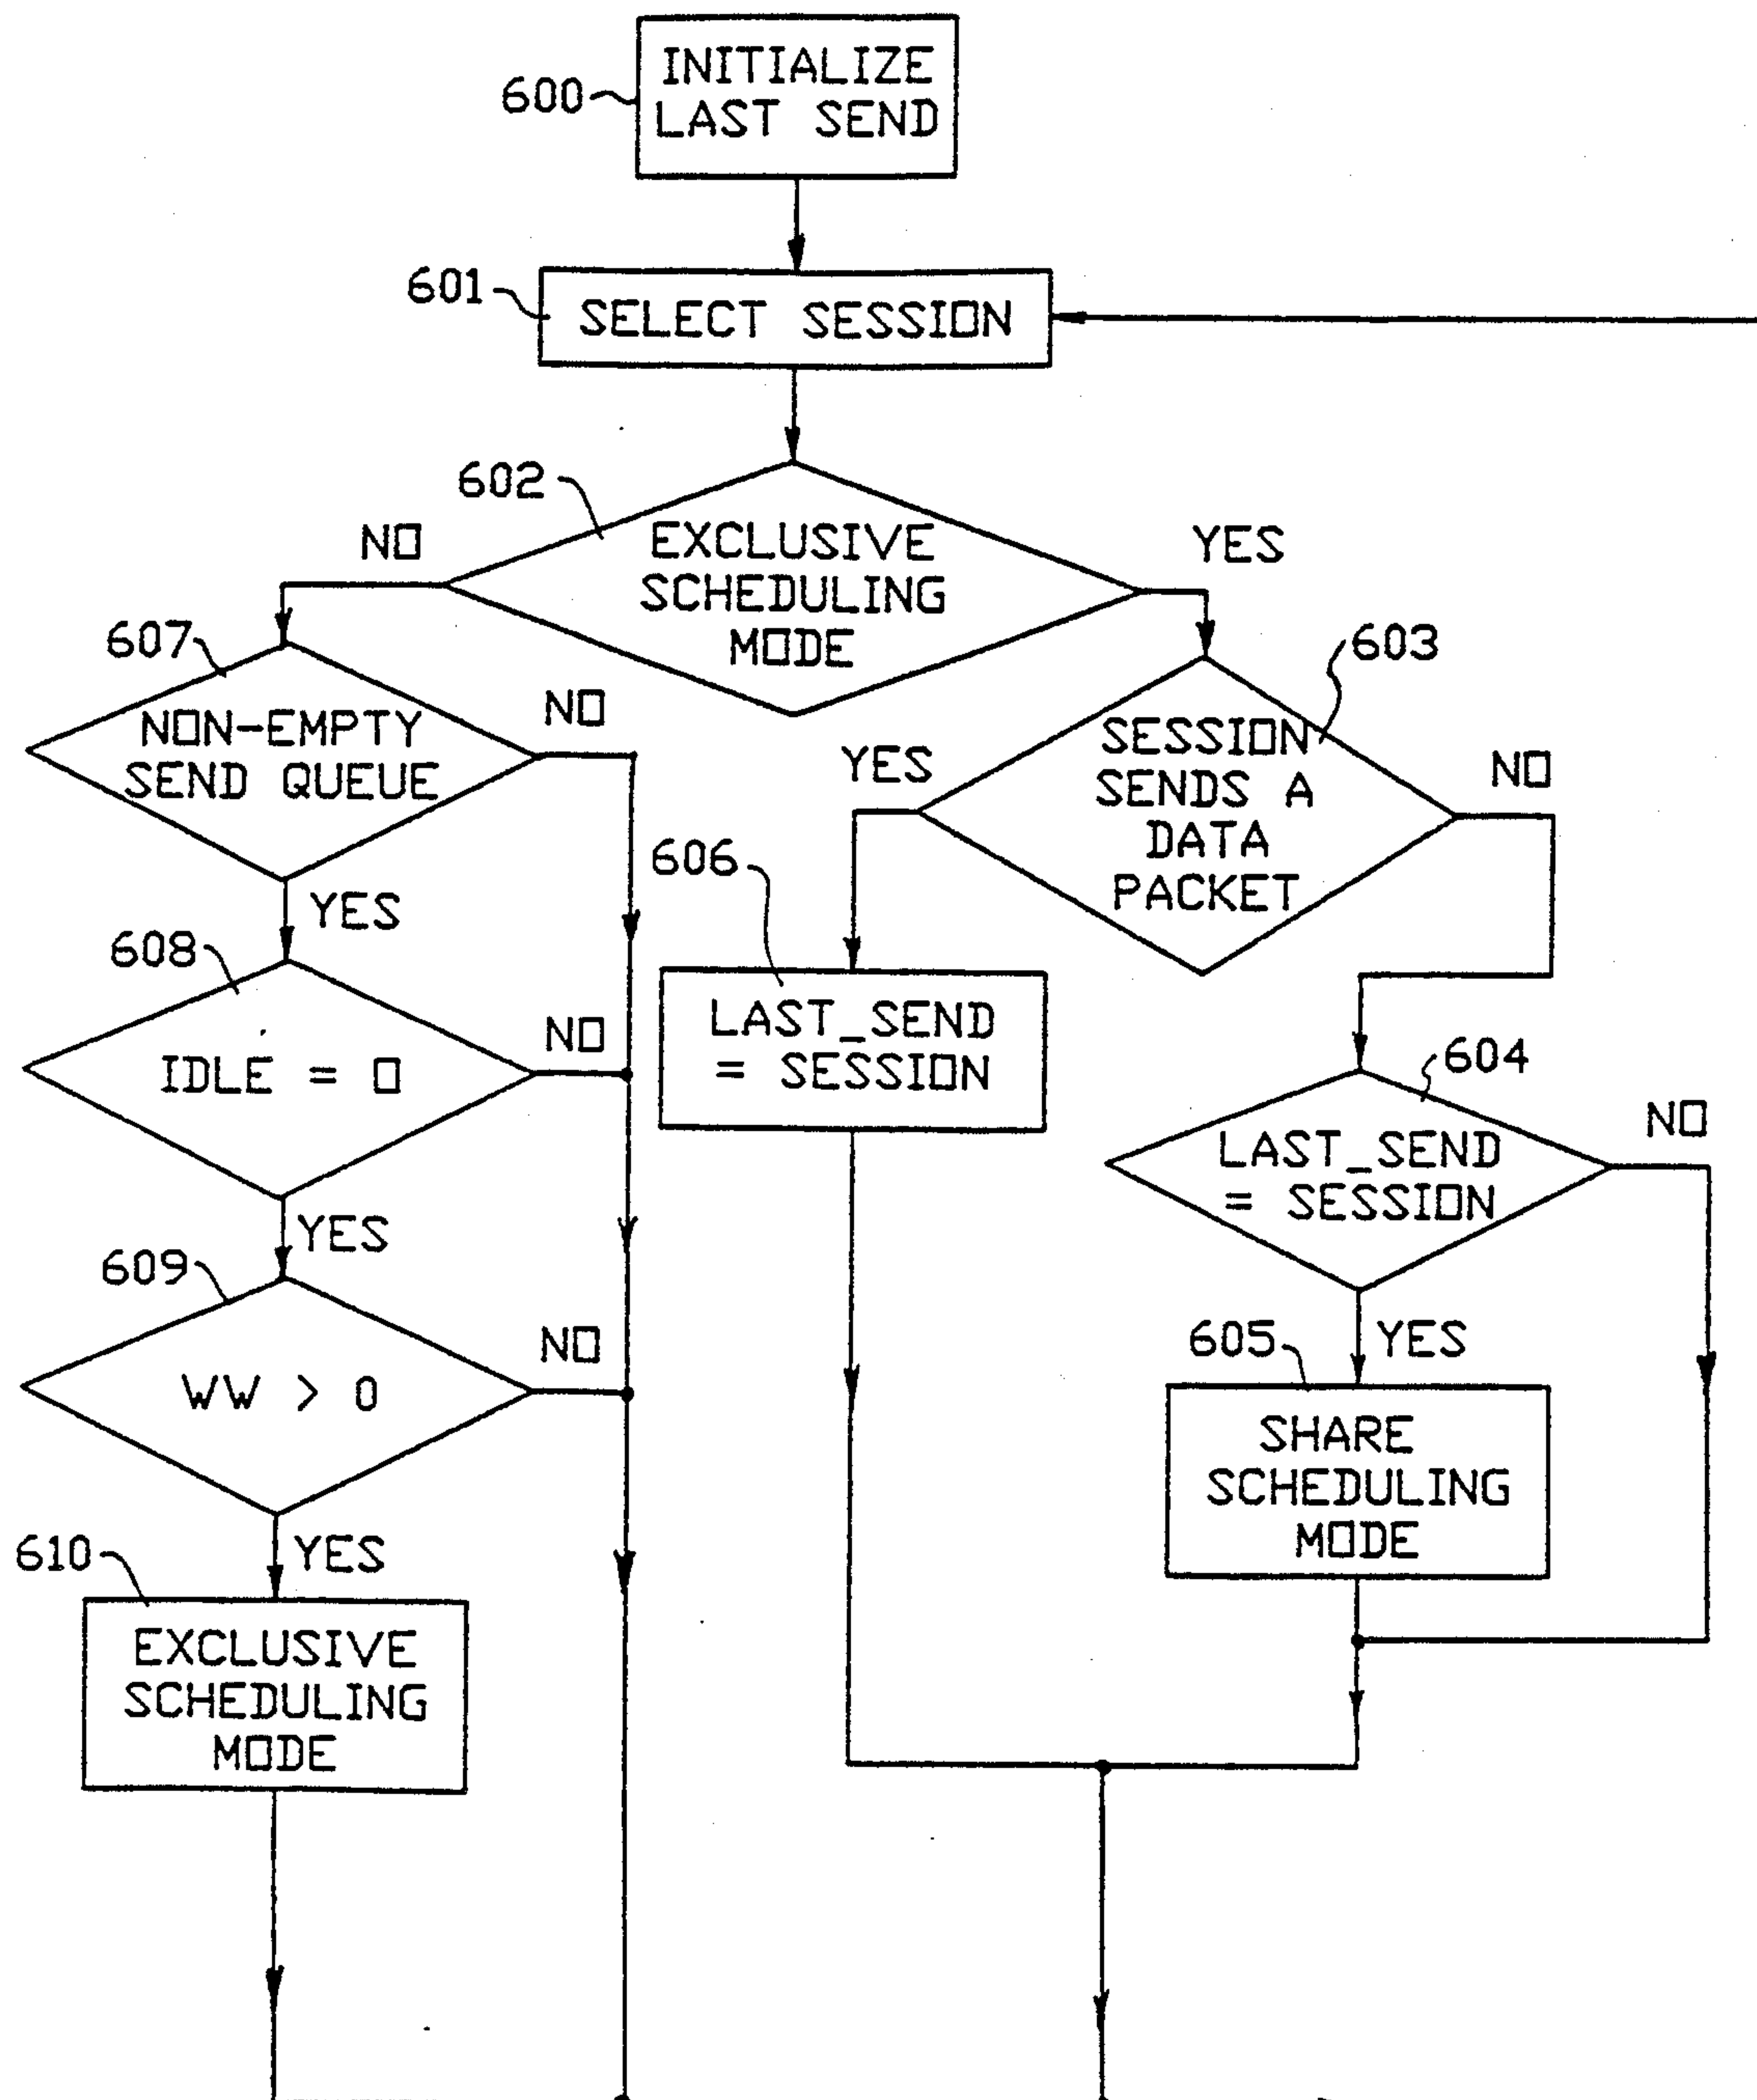 600
INITIALIZE
LAST SEND
601
SELECT SESSION
602
NO
EXCLUSIVE
SCHEDULING
MODE
YES
607
NON-EMPTY
SEND QUEUE
NO
YES
603
SESSION
SENDS A
DATA
PACKET
YES
NO
606
LAST_SEND
= SESSION
608
IDLE = 0
NO
YES
604
LAST_SEND
= SESSION
NO
YES
609
WW > 0
NO
YES
605
SHARE
SCHEDULING
MODE
610
EXCLUSIVE
SCHEDULING
MODE